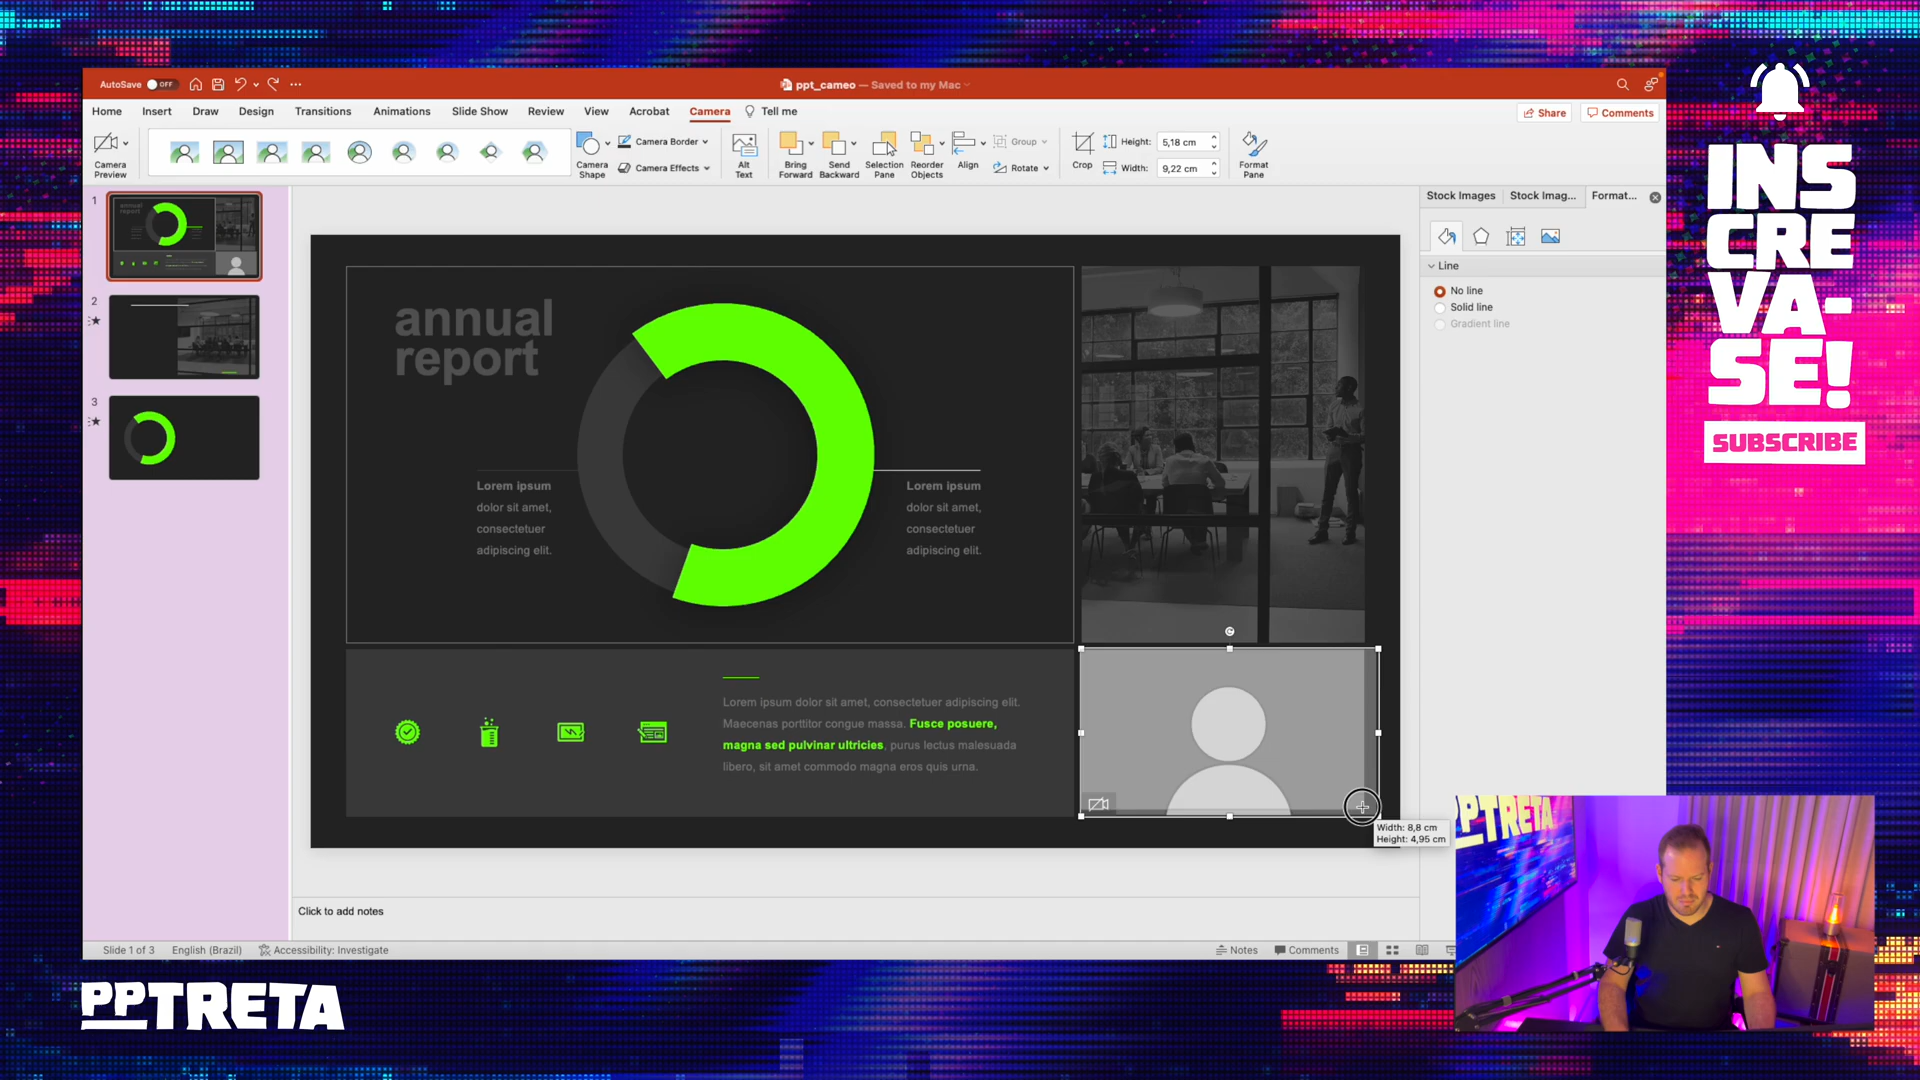 AutoSave OFF
ppt_cameo — Saved to my Mac
Home Insert Draw Design Transitions Animations Slide Show Review View Acrobat Camera Tell me
Share Comments
Camera Preview
Camera Shape
Camera Border
Camera Effects
Alt Text
Bring Forward
Send Backward
Selection Pane
Reorder Objects
Align
Group
Rotate
Crop
Height: 5,18 cm
Width: 9,22 cm
Format Pane
1
annual
report
2
3
annual
report
Lorem ipsum
dolor sit amet,
consectetuer
adipiscing elit.
Lorem ipsum
dolor sit amet,
consectetuer
adipiscing elit.
Lorem ipsum dolor sit amet, consectetuer adipiscing elit.
Maecenas porttitor congue massa. Fusce posuere,
magna sed pulvinar ultricies, purus lectus malesuada
libero, sit amet commodo magna eros quis urna.
Width: 8,8 cm
Height: 4,95 cm
Stock Images Stock Imag... Format...
Line
No line
Solid line
Gradient line
Click to add notes
Slide 1 of 3 English (Brazil) Accessibility: Investigate
Notes Comments
INS
CRE
VA-
SE!
SUBSCRIBE
PPTRETA
PPTRETA